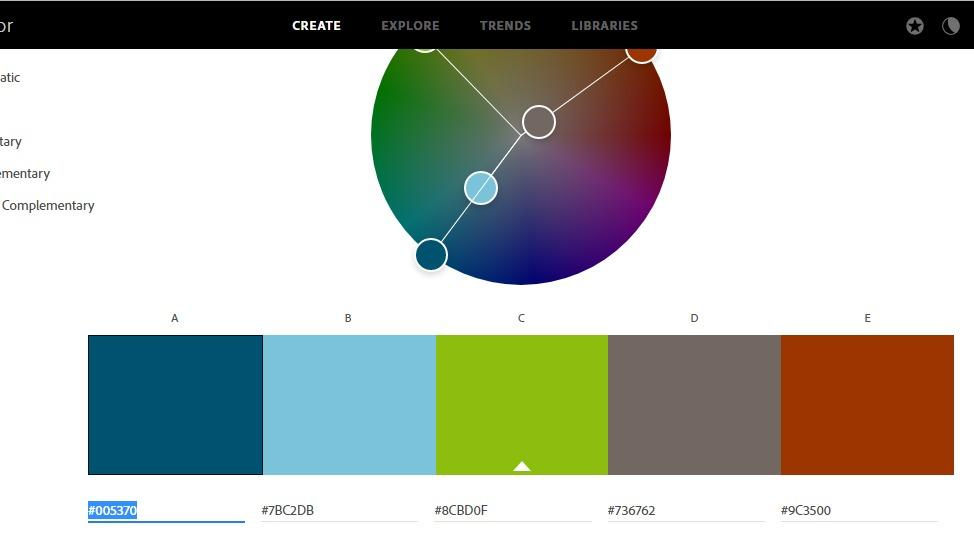 or
CREATE EXPLORE TRENDS LIBRARIES
atic
tary
ementary
Complementary
A B C D E
#005370 #7BC2DB #8CBD0F #736762 #9C3500